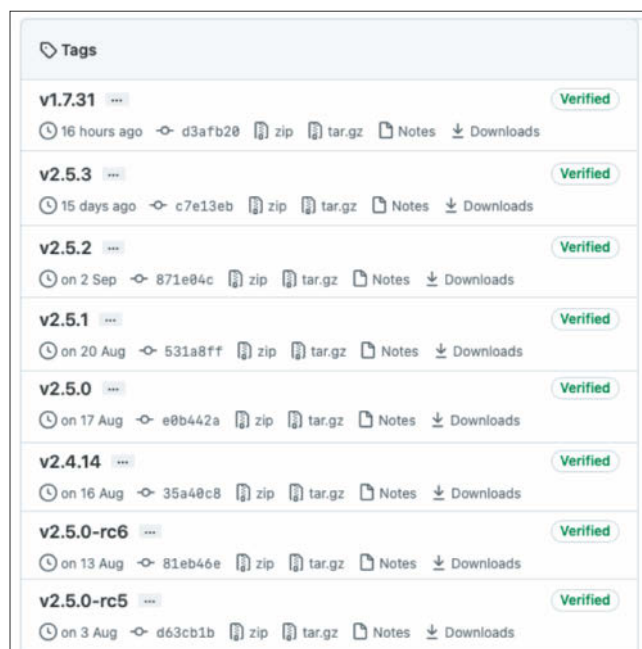 Tags
v1.7.31 ... Verified
16 hours ago d3afb20 zip tar.gz Notes Downloads
v2.5.3 ... Verified
15 days ago c7e13eb zip tar.gz Notes Downloads
v2.5.2 ... Verified
on 2 Sep 871e04c zip tar.gz Notes Downloads
v2.5.1 ... Verified
on 20 Aug 531a8ff zip tar.gz Notes Downloads
v2.5.0 ... Verified
on 17 Aug e0b442a zip tar.gz Notes Downloads
v2.4.14 ... Verified
on 16 Aug 35a40c8 zip tar.gz Notes Downloads
v2.5.0-rc6 ... Verified
on 13 Aug 81eb46e zip tar.gz Notes Downloads
v2.5.0-rc5 ... Verified
on 3 Aug d63cb1b zip tar.gz Notes Downloads